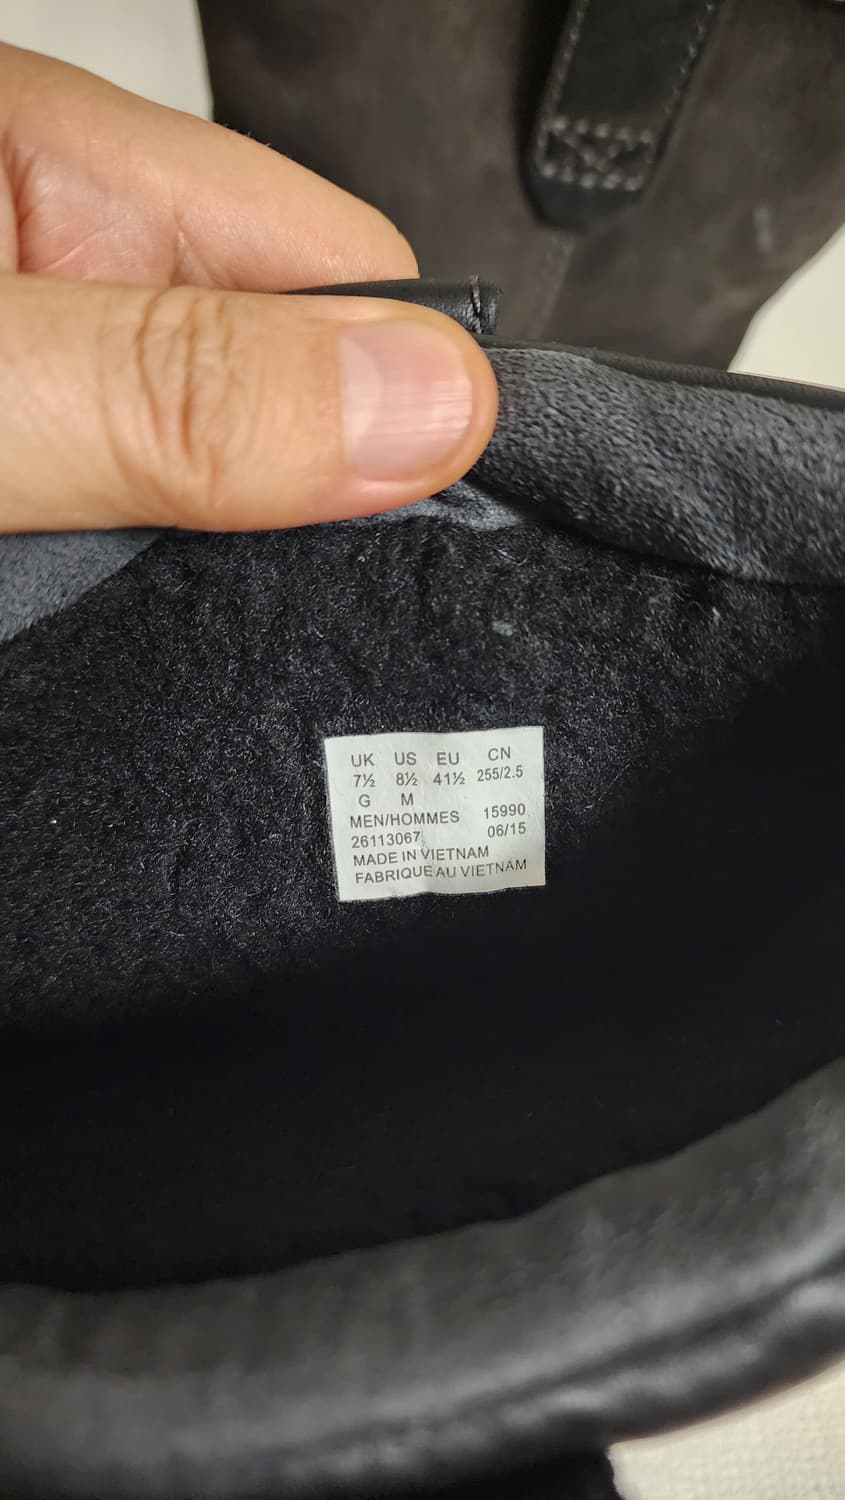 UK US EU CN
7½ 8½ 41½ 255/2.5
G M
MEN/HOMMES 15990
26113067 06/15
MADE IN VIETNAM
FABRIQUE AU VIETNAM